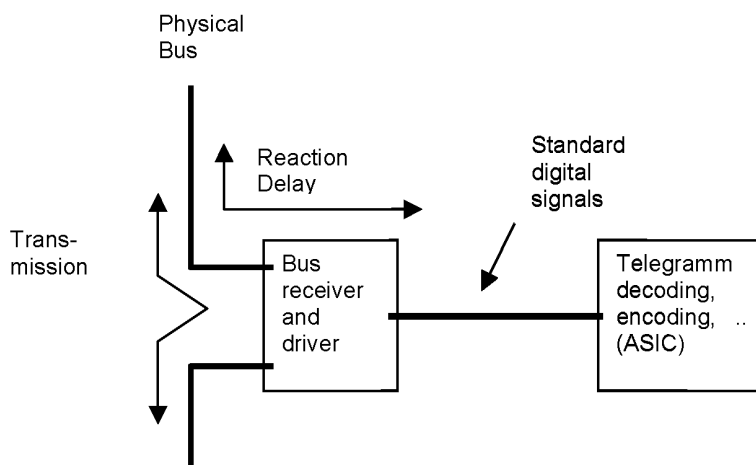 Physical
Bus
Reaction
Delay
Standard
digital
signals
Trans-
mission
Bus
receiver
and
driver
Telegramm
decoding,
encoding, ..
(ASIC)